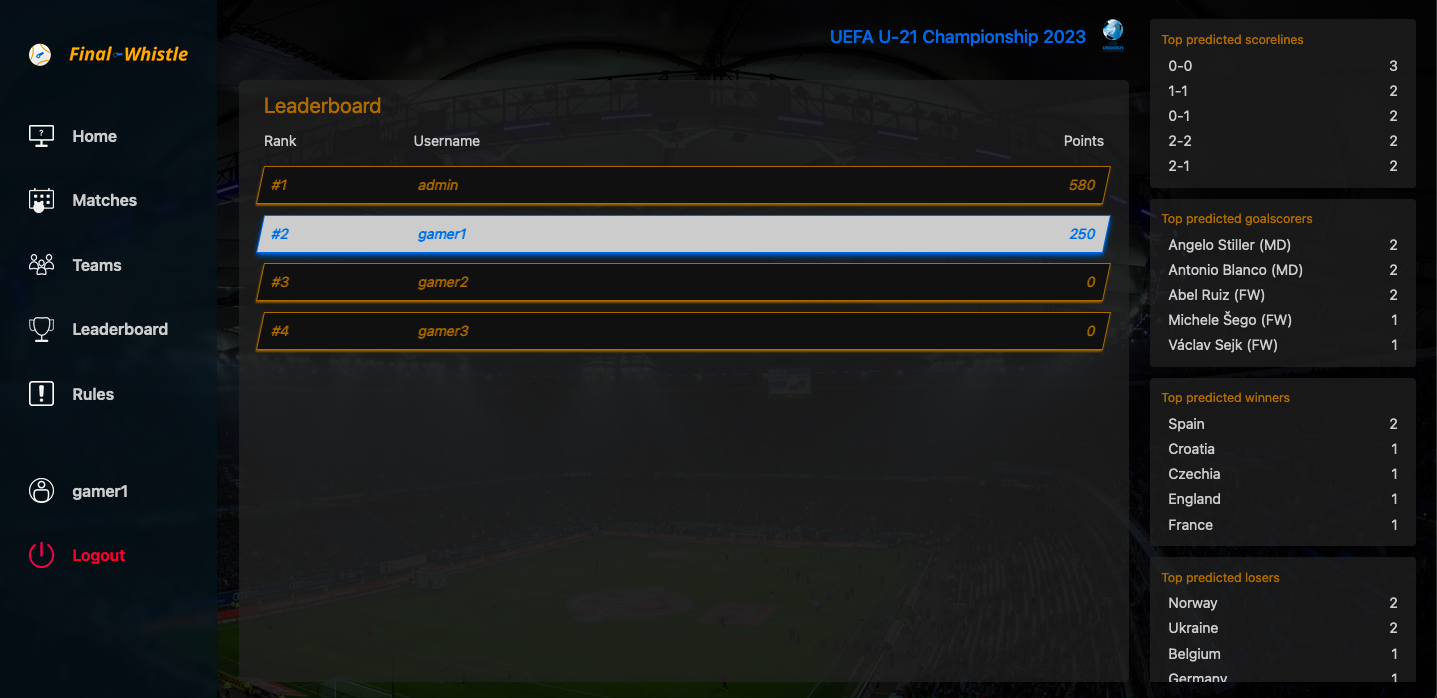 Final-Whistle
Home
Matches
Teams
Leaderboard
Rules
gamer1
Logout
UEFA U-21 Championship 2023
Leaderboard
Rank Username Points
#1 admin 580
#2 gamer1 250
#3 gamer2 0
#4 gamer3 0
Top predicted scorelines
0-0 3
1-1 2
0-1 2
2-2 2
2-1 2
Top predicted goalscorers
Angelo Stiller (MD) 2
Antonio Blanco (MD) 2
Abel Ruiz (FW) 2
Michele Šego (FW) 1
Václav Sejk (FW) 1
Top predicted winners
Spain 2
Croatia 1
Czechia 1
England 1
France 1
Top predicted losers
Norway 2
Ukraine 2
Belgium 1
Germany 1